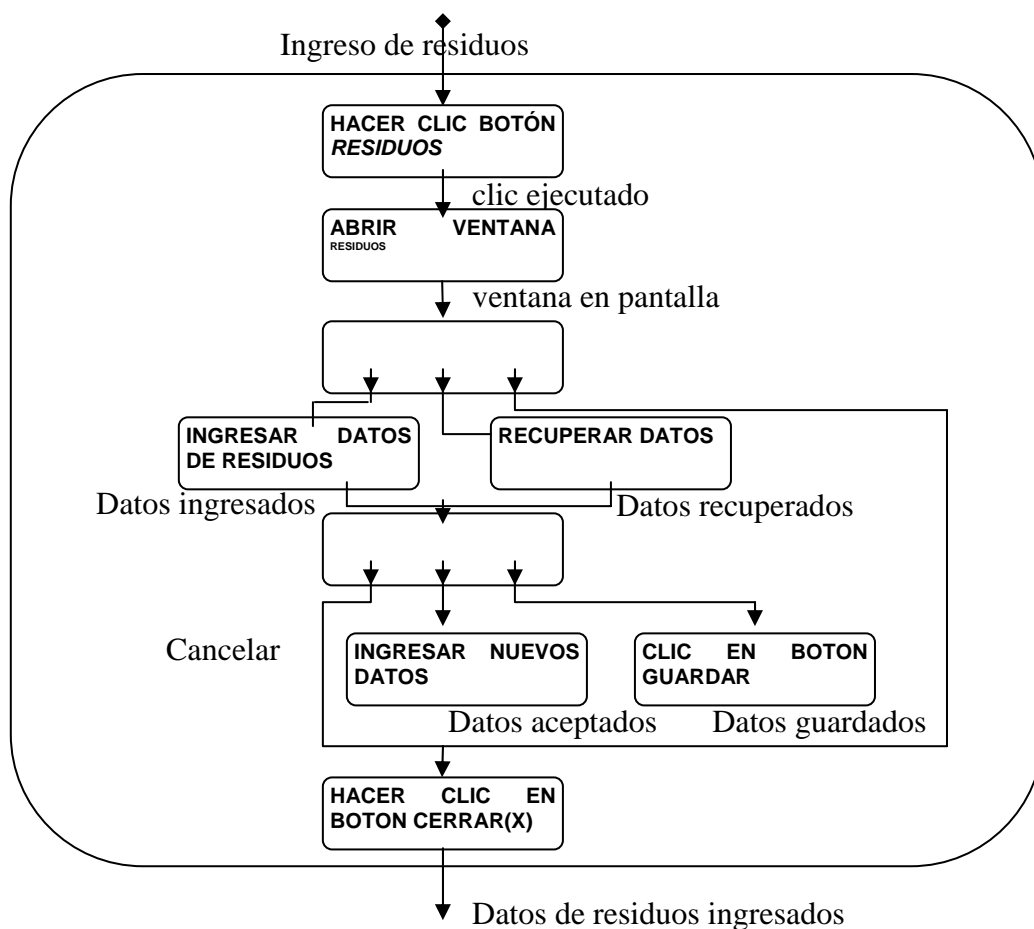 Ingreso de residuos
HACER CLIC BOTÓN
RESIDUOS
clic ejecutado
ABRIR VENTANA
RESIDUOS
ventana en pantalla
INGRESAR DATOS
DE RESIDUOS
RECUPERAR DATOS
Datos ingresados
Datos recuperados
Cancelar
INGRESAR NUEVOS
DATOS
CLIC EN BOTON
GUARDAR
Datos aceptados
Datos guardados
HACER CLIC EN
BOTON CERRAR(X)
Datos de residuos ingresados